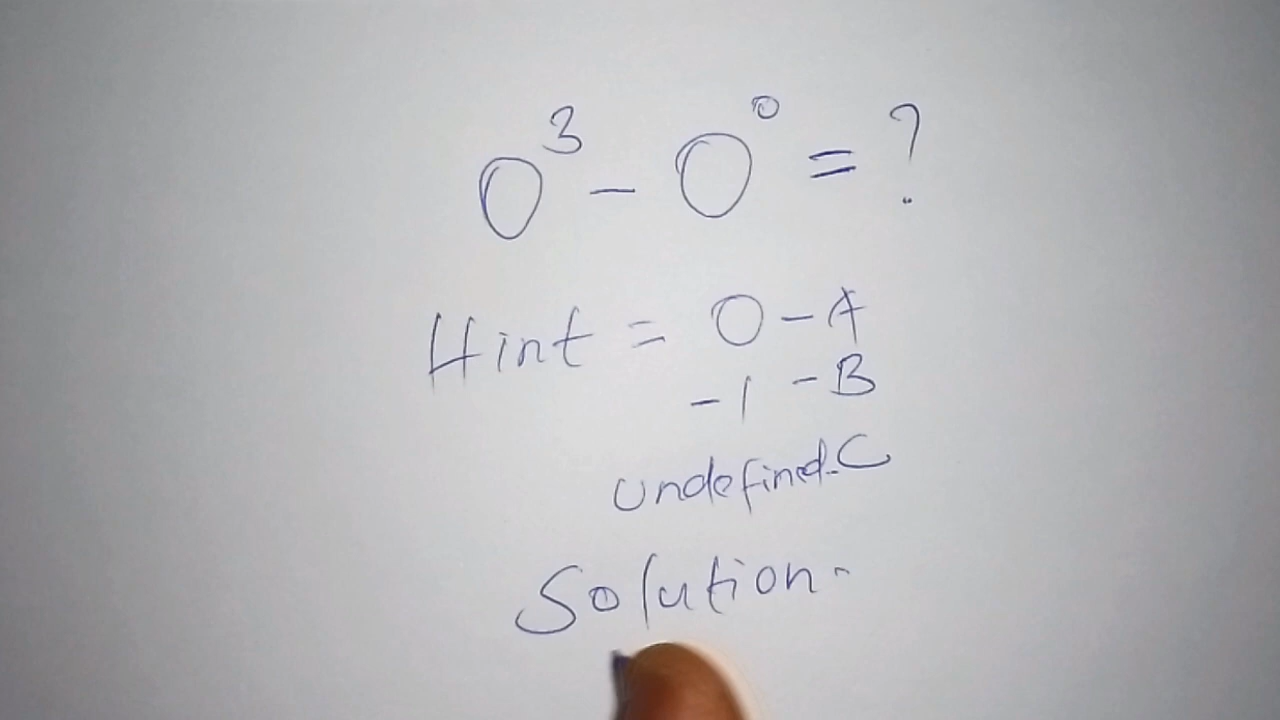 0³ - 0⁰ = ?
Hint = 0 - A
-1 - B
undefined - C
Solution -